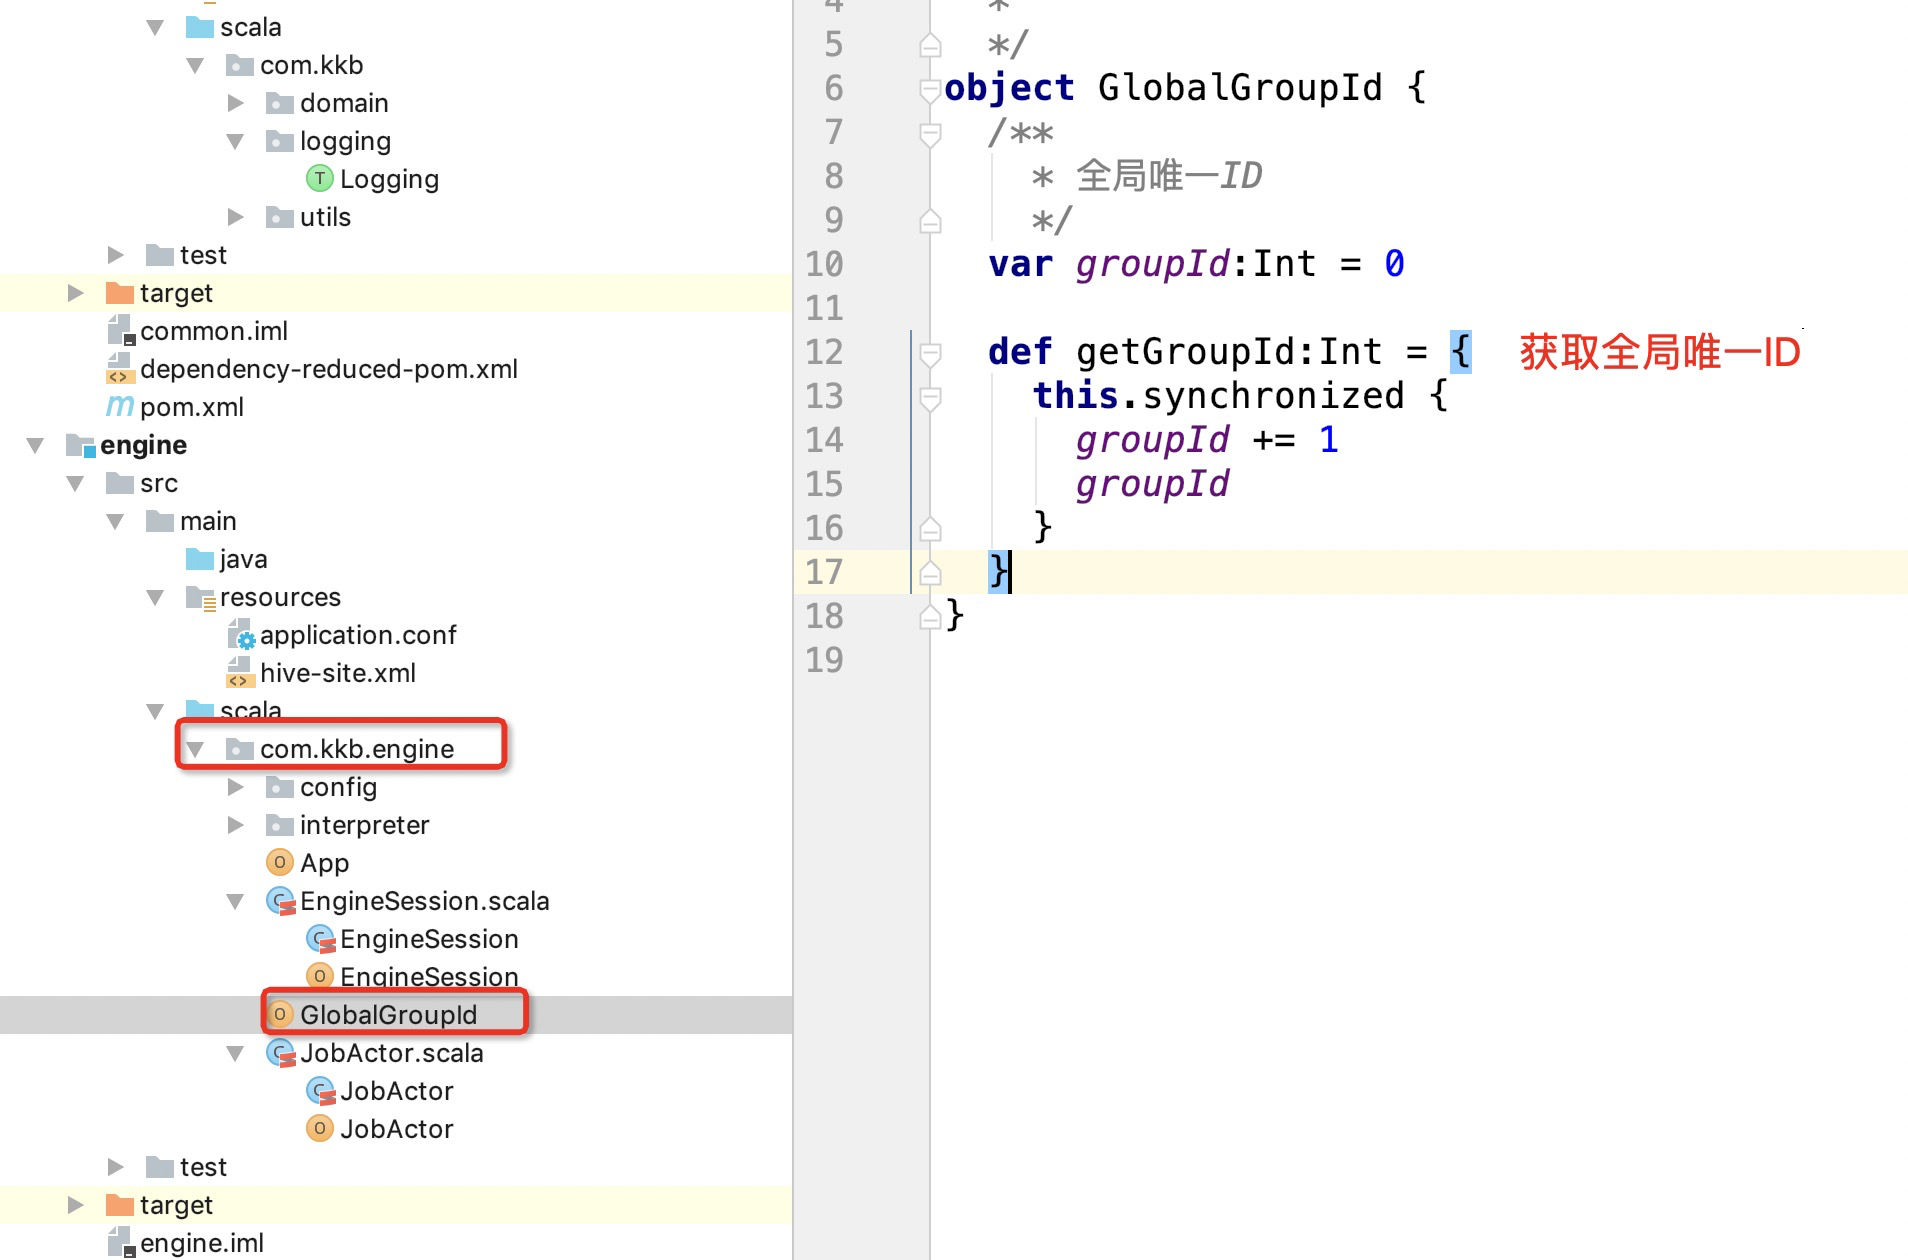 scala
com.kkb
domain
logging
T Logging
utils
test
target
common.iml
dependency-reduced-pom.xml
m pom.xml
engine
src
main
java
resources
application.conf
hive-site.xml
scala
com.kkb.engine
config
interpreter
O App
C EngineSession.scala
C EngineSession
O EngineSession
O GlobalGroupId
C JobActor.scala
C JobActor
O JobActor
test
target
engine.iml
4 *
5 */
6 object GlobalGroupId {
7 /**
8 * 全局唯一ID
9 */
10 var groupId:Int = 0
11
12 def getGroupId:Int = { 获取全局唯一ID
13 this.synchronized {
14 groupId += 1
15 groupId
16 }
17 }
18 }
19